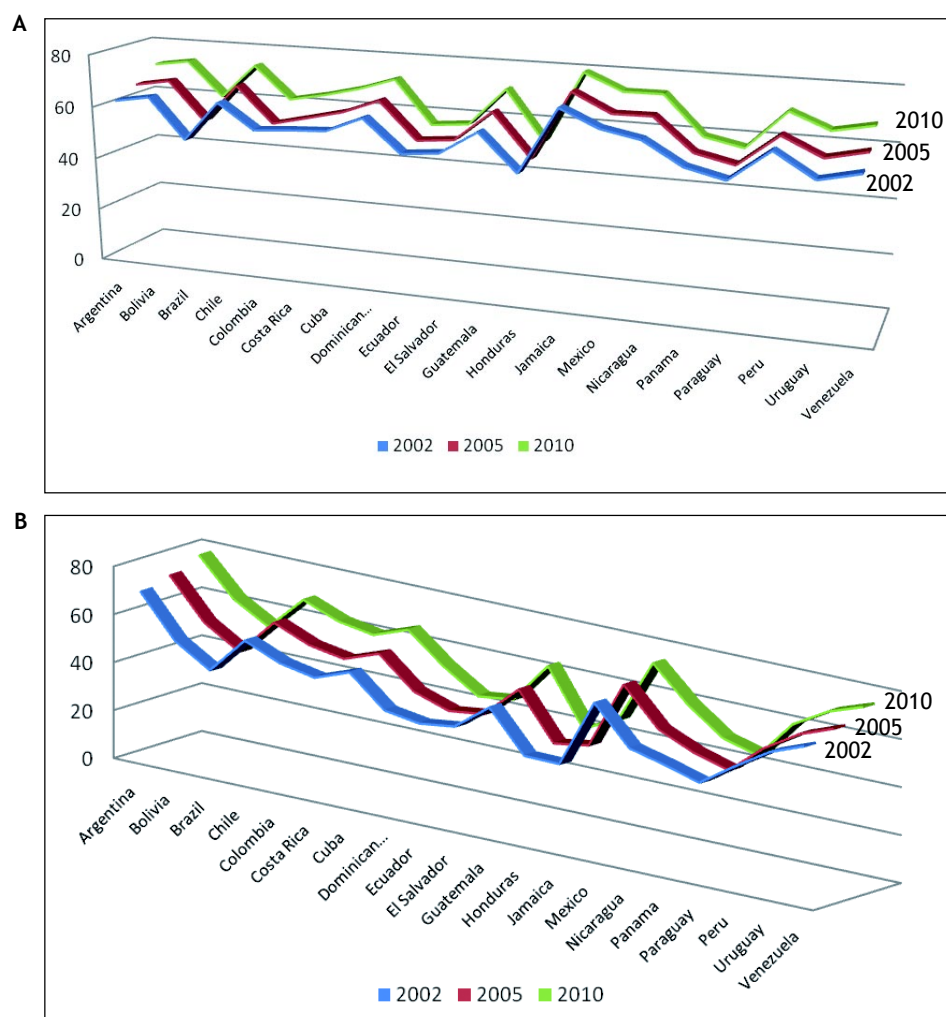 A
80
60
40
20
0
2010
2005
2002
Argentina
Bolivia
Brazil
Chile
Colombia
Costa Rica
Cuba
Dominican...
Ecuador
El Salvador
Guatemala
Honduras
Jamaica
Mexico
Nicaragua
Panama
Paraguay
Peru
Uruguay
Venezuela
2002 2005 2010
B
80
60
40
20
0
2010
2005
2002
Argentina
Bolivia
Brazil
Chile
Colombia
Costa Rica
Cuba
Dominican...
Ecuador
El Salvador
Guatemala
Honduras
Jamaica
Mexico
Nicaragua
Panama
Paraguay
Peru
Uruguay
Venezuela
2002 2005 2010